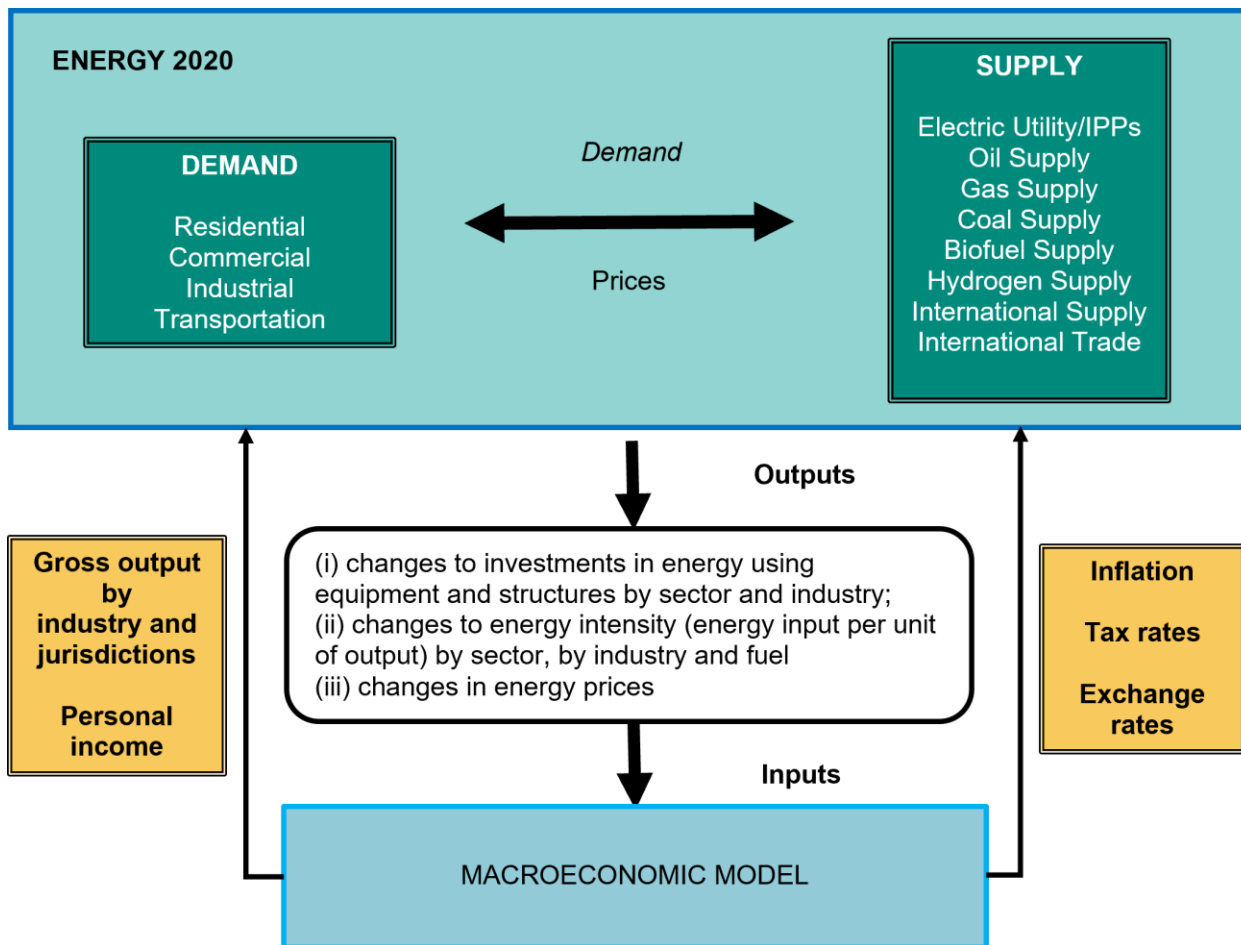 ENERGY 2020
DEMAND
Residential
Commercial
Industrial
Transportation
Demand
Prices
SUPPLY
Electric Utility/IPPs
Oil Supply
Gas Supply
Coal Supply
Biofuel Supply
Hydrogen Supply
International Supply
International Trade
Outputs
Gross output
by
industry and
jurisdictions
Personal
income
(i) changes to investments in energy using
equipment and structures by sector and industry;
(ii) changes to energy intensity (energy input per unit
of output) by sector, by industry and fuel
(iii) changes in energy prices
Inflation
Tax rates
Exchange
rates
Inputs
MACROECONOMIC MODEL